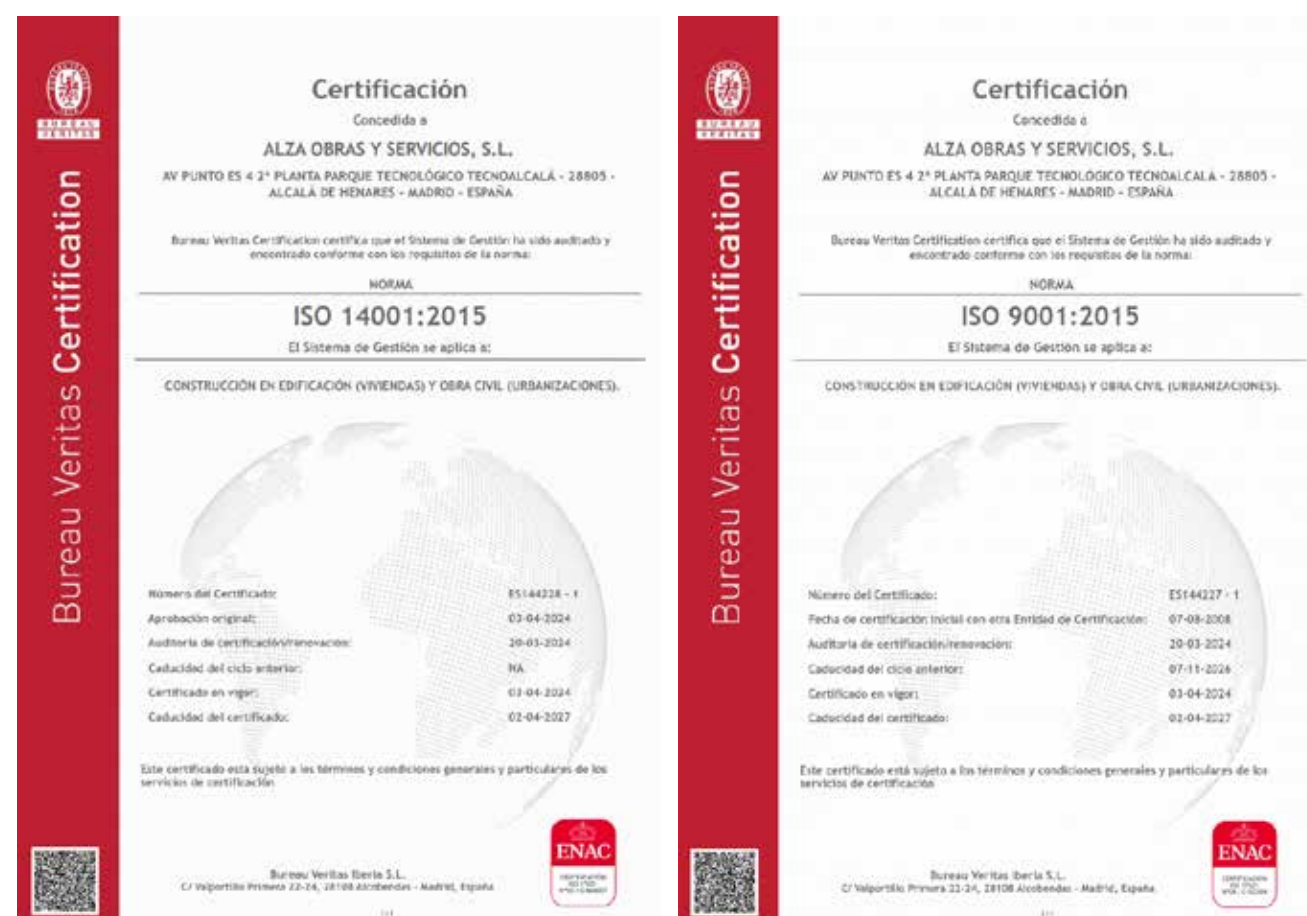 BUREAU
VERITAS
Bureau Veritas Certification
Certificación
Concedida a
ALZA OBRAS Y SERVICIOS, S.L.
AV PUNTO ES 4 2ª PLANTA PARQUE TECNOLÓGICO TECNOALCALÁ - 28805 -
ALCALÁ DE HENARES - MADRID - ESPAÑA
Bureau Veritas Certification certifica que el Sistema de Gestión ha sido auditado y
encontrado conforme con los requisitos de la norma:
NORMA
ISO 14001:2015
El Sistema de Gestión se aplica a:
CONSTRUCCIÓN EN EDIFICACIÓN (VIVIENDAS) Y OBRA CIVIL (URBANIZACIONES).
Número del Certificado: ES144228 - 1
Aprobación original: 03-04-2024
Auditoría de certificación/renovación: 20-03-2024
Caducidad del ciclo anterior: NA
Certificado en vigor: 03-04-2024
Caducidad del certificado: 02-04-2027
Este certificado está sujeto a los términos y condiciones generales y particulares de los
servicios de certificación
Bureau Veritas Iberia S.L.
C/ Valportillo Primera 22-24, 28108 Alcobendas - Madrid, España
ENAC
CERTIFICACIÓN
BUREAU
VERITAS
Bureau Veritas Certification
Certificación
Concedida a
ALZA OBRAS Y SERVICIOS, S.L.
AV PUNTO ES 4 2ª PLANTA PARQUE TECNOLÓGICO TECNOALCALÁ - 28805 -
ALCALÁ DE HENARES - MADRID - ESPAÑA
Bureau Veritas Certification certifica que el Sistema de Gestión ha sido auditado y
encontrado conforme con los requisitos de la norma:
NORMA
ISO 9001:2015
El Sistema de Gestión se aplica a:
CONSTRUCCIÓN EN EDIFICACIÓN (VIVIENDAS) Y OBRA CIVIL (URBANIZACIONES).
Número del Certificado: ES144227 - 1
Fecha de certificación inicial con otra Entidad de Certificación: 07-08-2008
Auditoría de certificación/renovación: 20-03-2024
Caducidad del ciclo anterior: 07-11-2026
Certificado en vigor: 03-04-2024
Caducidad del certificado: 02-04-2027
Este certificado está sujeto a los términos y condiciones generales y particulares de los
servicios de certificación
Bureau Veritas Iberia S.L.
C/ Valportillo Primera 22-24, 28108 Alcobendas - Madrid, España
ENAC
CERTIFICACIÓN